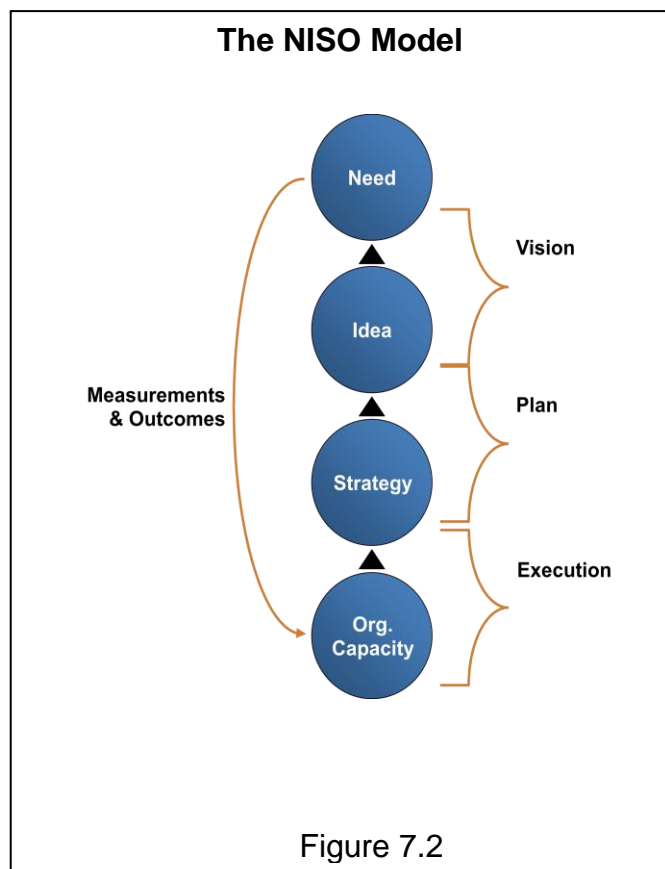 The NISO Model
Need
Vision
Idea
Measurements
& Outcomes
Plan
Strategy
Execution
Org.
Capacity
Figure 7.2